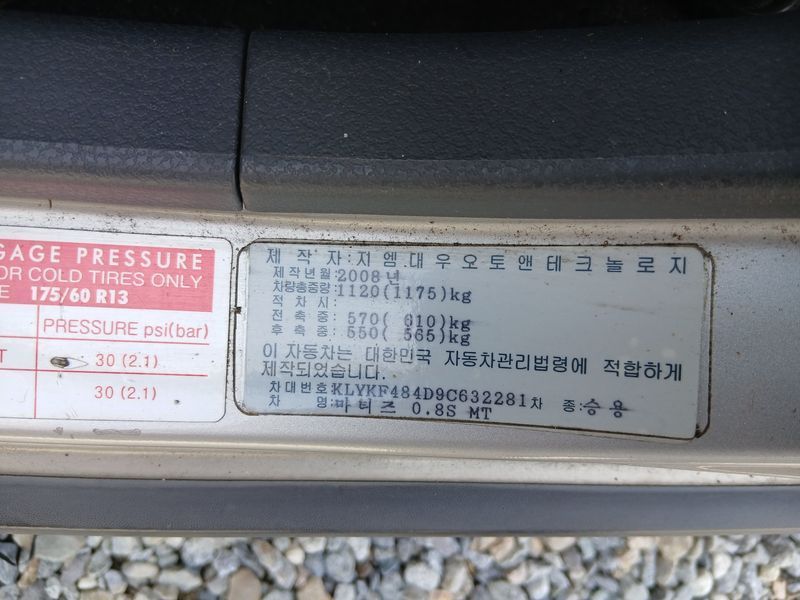 GAGE PRESSURE
OR COLD TIRES ONLY
E 175/60 R13
PRESSURE psi(bar)
T 30 (2.1)
30 (2.1)
제 작 자:지 엠 대 우 오 토 앤 테 크 놀 로 지
제작년월:2008년
차량총중량:1120(1175)kg
적 차 시:
전 축 중: 570( 610)kg
후 축 중: 550( 565)kg
이 자동차는 대한민국 자동차관리법령에 적합하게
제작되었습니다.
차대번호:KLYKF484D9C632281 차 종:승용
차 명:마티즈 0.8S MT